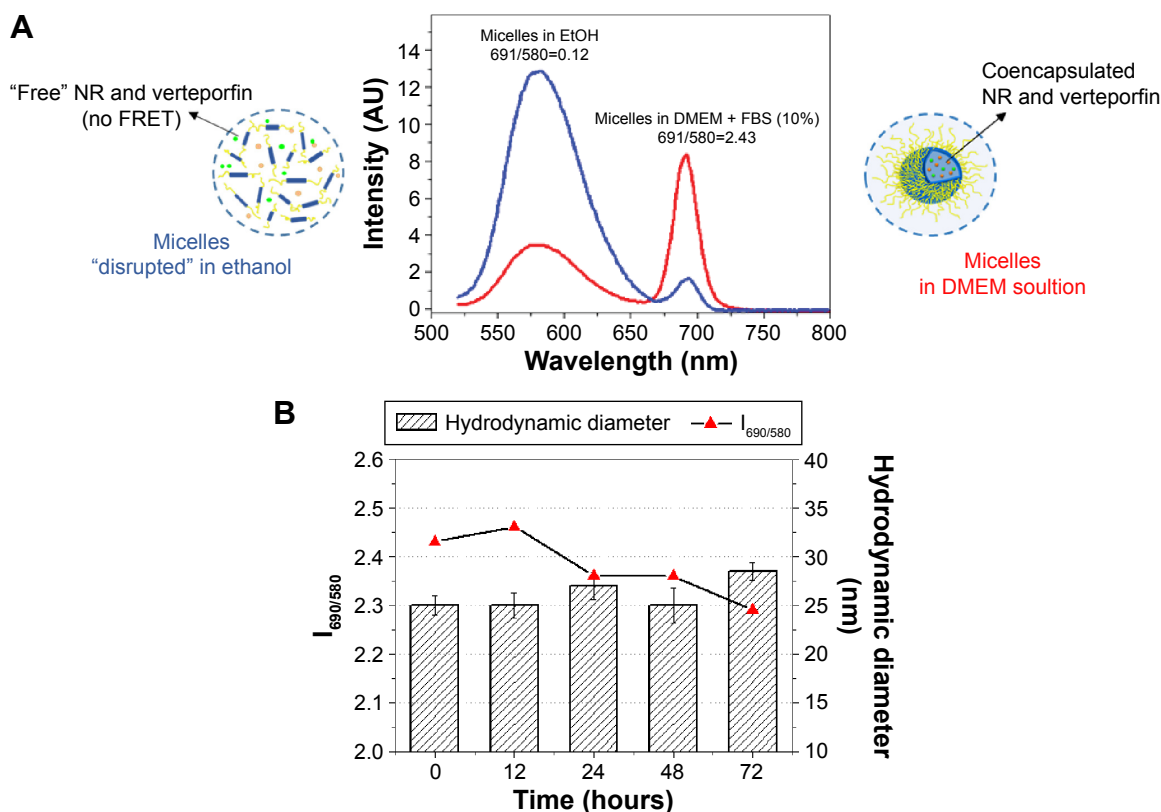 A
"Free" NR and verteporfin
(no FRET)
Micelles
"disrupted" in ethanol
Intensity (AU)
14
12
10
8
6
4
2
0
Micelles in EtOH
691/580=0.12
Micelles in DMEM + FBS (10%)
691/580=2.43
500
550
600
650
700
750
800
Wavelength (nm)
Coencapsulated
NR and verteporfin
Micelles
in DMEM soultion
B
Hydrodynamic diameter
I690/580
I690/580
2.6
2.5
2.4
2.3
2.2
2.1
2.0
40
35
30
25
20
15
10
Hydrodynamic diameter
(nm)
0
12
24
48
72
Time (hours)